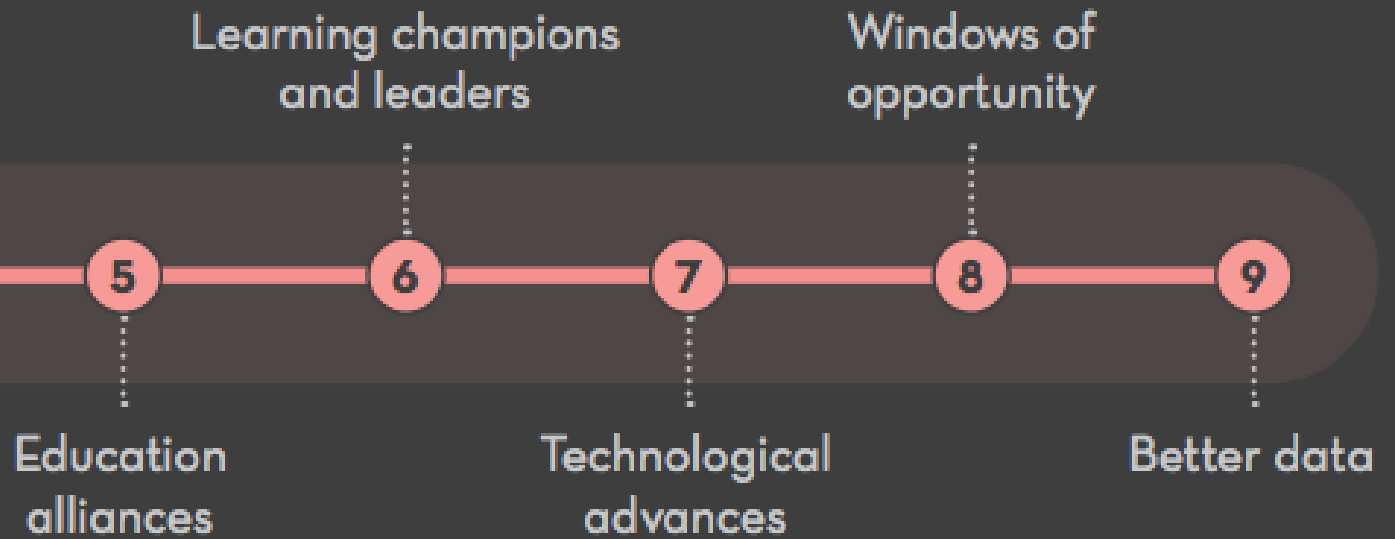 Learning champions
and leaders
Windows of
opportunity
5
6
7
8
9
Education
alliances
Technological
advances
Better data